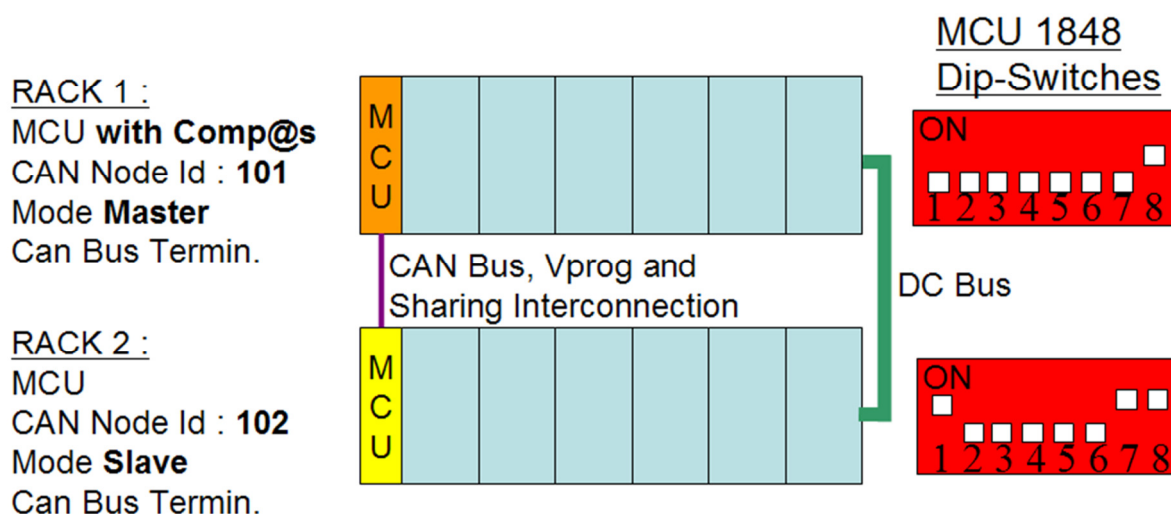 MCU 1848
Dip-Switches
RACK 1 :
MCU with Comp@s
CAN Node Id : 101
Mode Master
Can Bus Termin.
M
C
U
ON
1 2 3 4 5 6 7 8
CAN Bus, Vprog and
Sharing Interconnection
DC Bus
RACK 2 :
MCU
CAN Node Id : 102
Mode Slave
Can Bus Termin.
M
C
U
ON
1 2 3 4 5 6 7 8